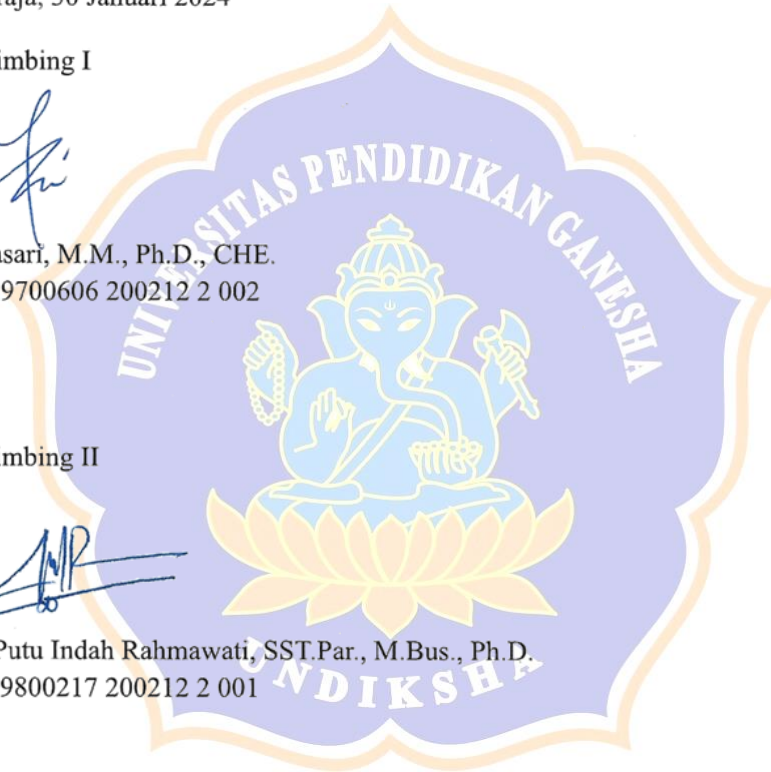 raja, 30 Januari 2024
imbing I
asari, M.M., Ph.D., CHE.
9700606 200212 2 002
UNIVERSITAS PENDIDIKAN GANESHA
imbing II
Putu Indah Rahmawati, SST.Par., M.Bus., Ph.D.
9800217 200212 2 001
UNDIKSHA